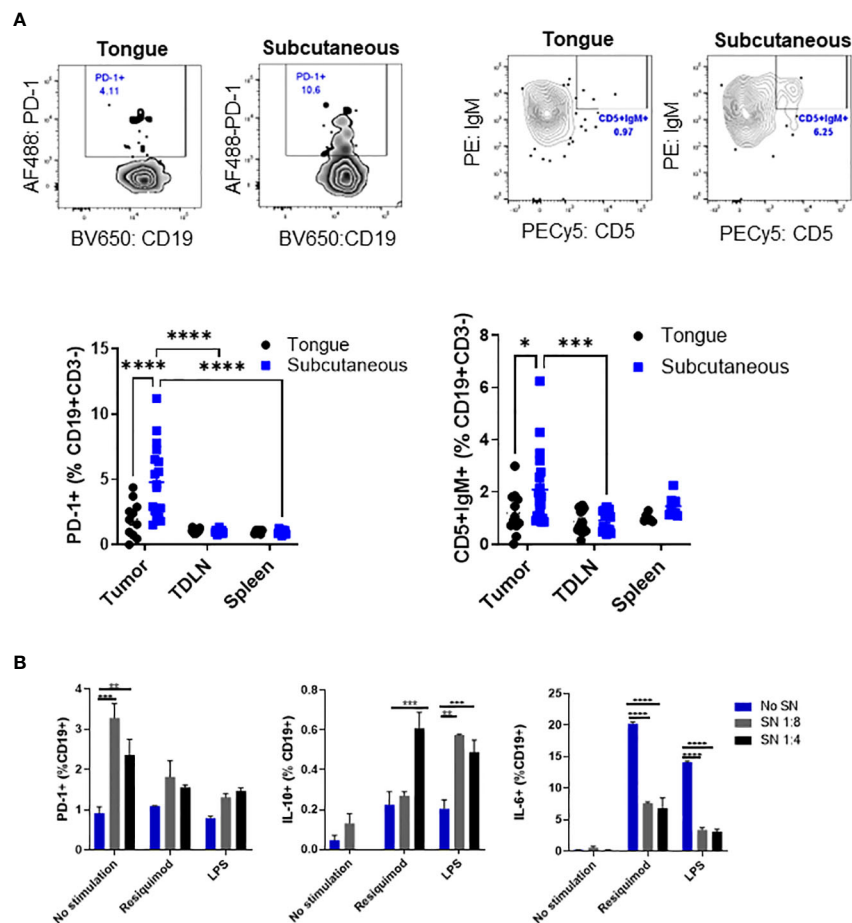 A
Tongue
Subcutaneous
Tongue
Subcutaneous
PD-1+
4.11
PD-1+
10.6
CD5+IgM+
0.97
CD5+IgM+
6.25
AF488: PD-1
AF488-PD-1
PE: IgM
PE: IgM
BV650: CD19
BV650:CD19
PECy5: CD5
PECy5: CD5
PD-1+ (% CD19+CD3-)
15
10
5
0
****
****
****
Tongue
Subcutaneous
Tumor
TDLN
Spleen
CD5+IgM+ (% CD19+CD3-)
8
6
4
2
0
*
***
Tongue
Subcutaneous
Tumor
TDLN
Spleen
B
PD-1+ (%CD19+)
4
3
2
1
0
***
No stimulation
Resiquimod
LPS
IL-10+ (% CD19+)
0.8
0.6
0.4
0.2
0.0
***
***
No stimulation
Resiquimod
LPS
IL-6+ (%CD19+)
25
20
15
10
5
0
****
****
****
****
No stimulation
Resiquimod
LPS
No SN
SN 1:8
SN 1:4